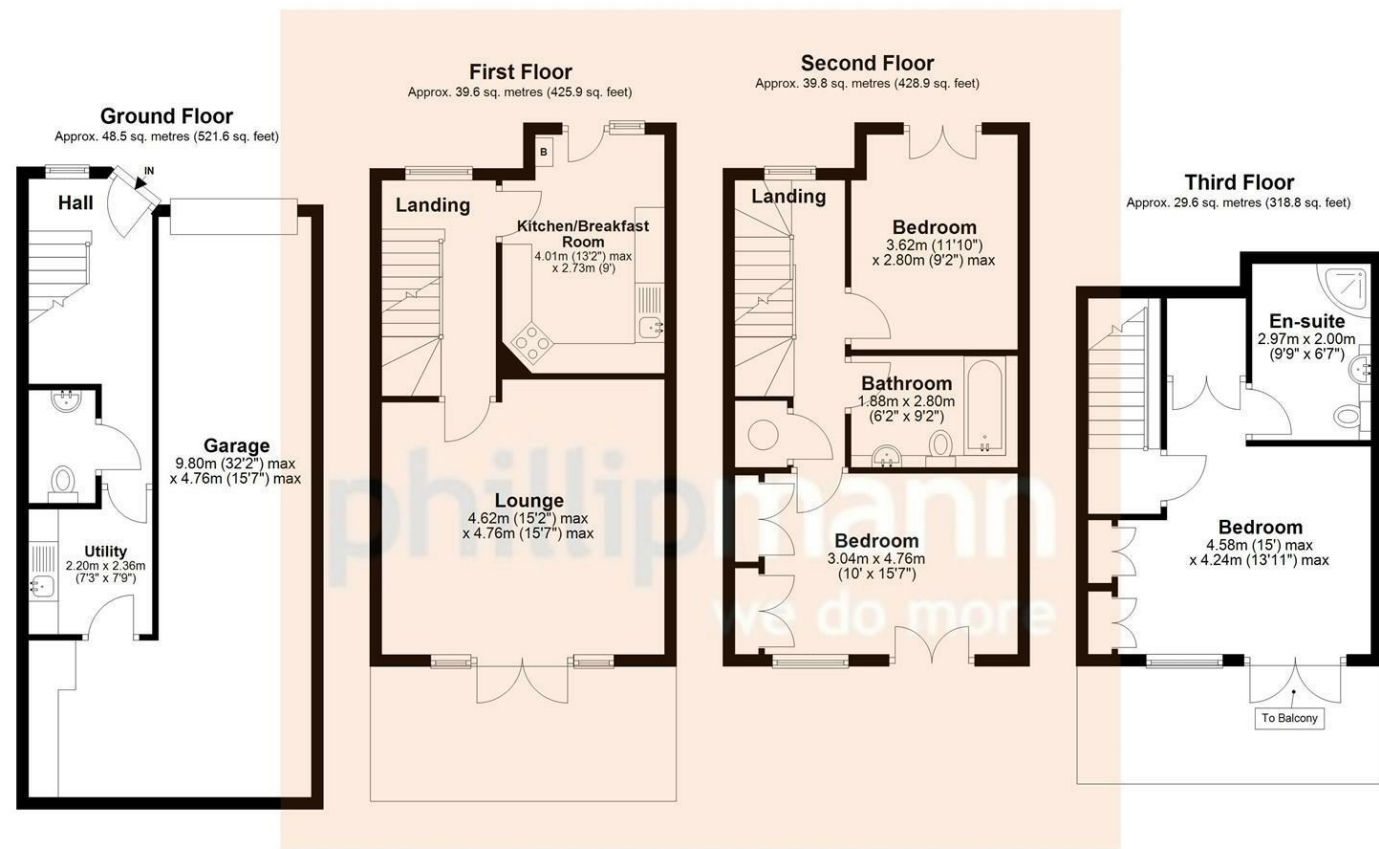 Ground Floor
Approx. 48.5 sq. metres (521.6 sq. feet)
IN
Hall
Garage
9.80m (32'2") max
x 4.76m (15'7") max
Utility
2.20m x 2.36m
(7'3" x 7'9")
First Floor
Approx. 39.6 sq. metres (425.9 sq. feet)
B
Landing
Kitchen/Breakfast
Room
4.01m (13'2") max
x 2.73m (9')
Lounge
4.62m (15'2") max
x 4.76m (15'7") max
Second Floor
Approx. 39.8 sq. metres (428.9 sq. feet)
Landing
Bedroom
3.62m (11'10")
x 2.80m (9'2") max
Bathroom
1.88m x 2.80m
(6'2" x 9'2")
Bedroom
3.04m x 4.76m
(10' x 15'7")
Third Floor
Approx. 29.6 sq. metres (318.8 sq. feet)
En-suite
2.97m x 2.00m
(9'9" x 6'7")
Bedroom
4.58m (15') max
x 4.24m (13'11") max
To Balcony
phillipmann
we do more